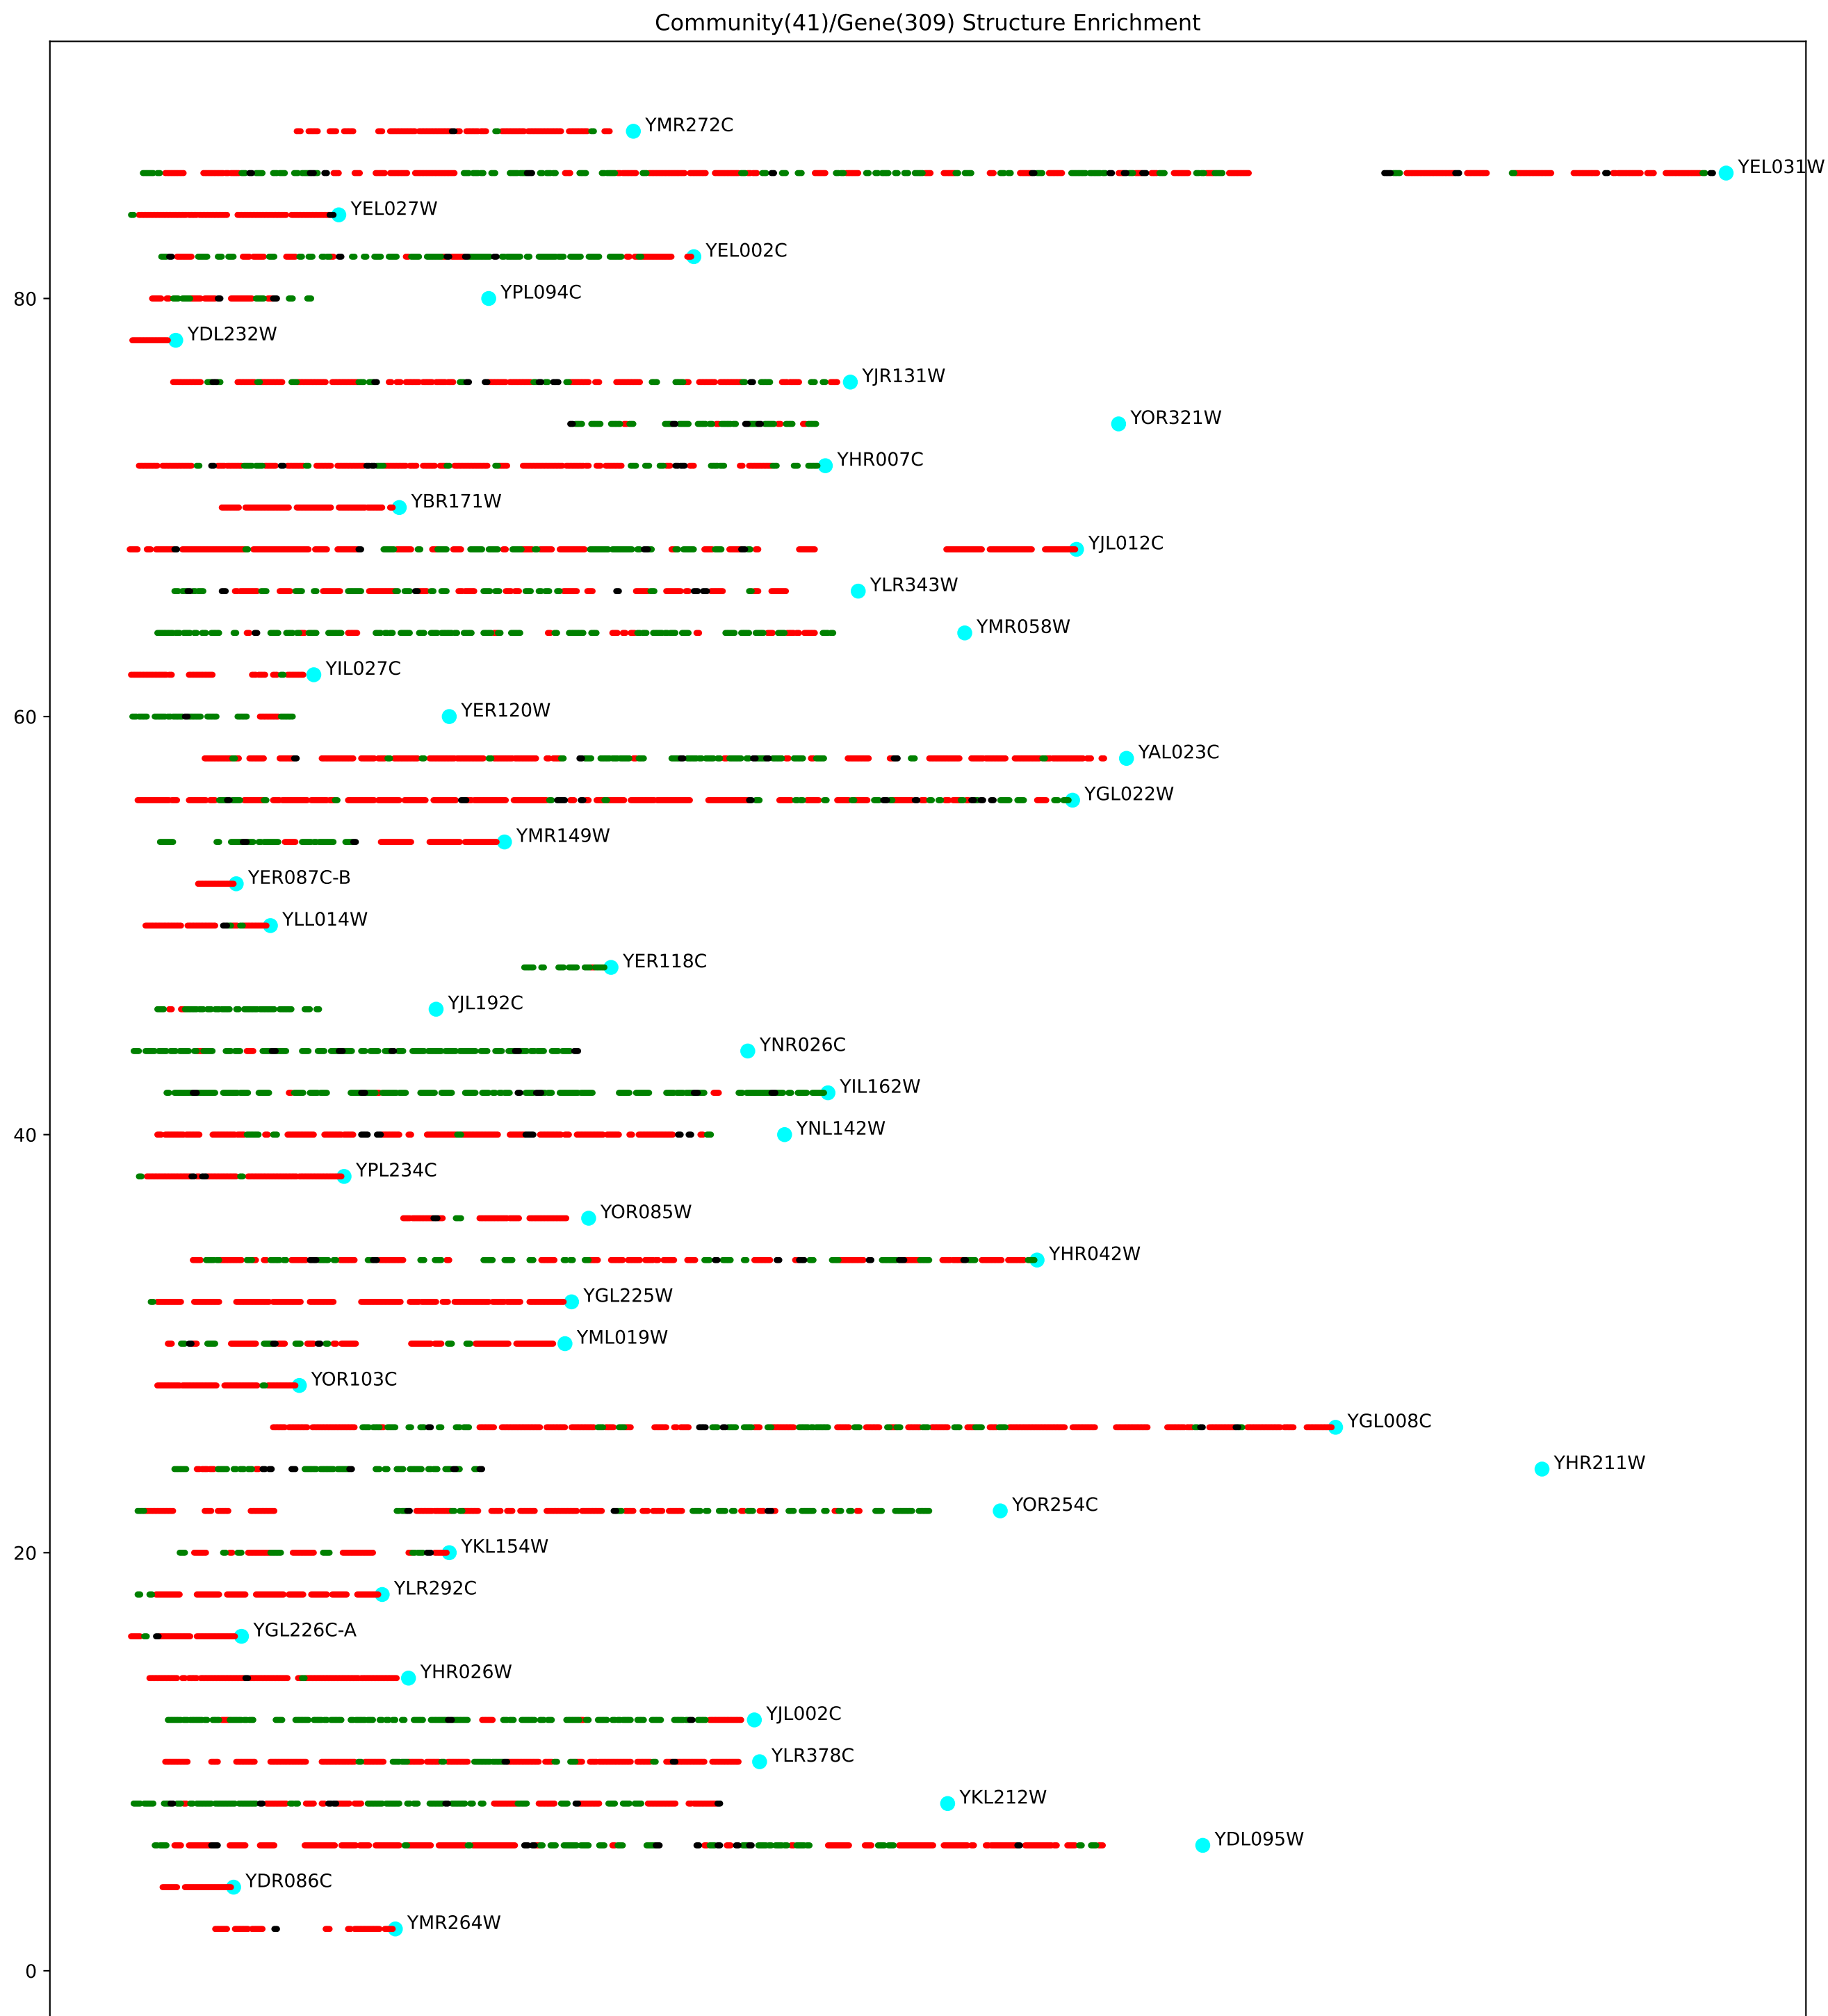 Community(41)/Gene(309) Structure Enrichment
YMR272C
YEL031W
YEL027W
YEL002C
80
YPL094C
YDL232W
YJR131W
YOR321W
YHR007C
YBR171W
YJL012C
YLR343W
YMR058W
YIL027C
60
YER120W
YAL023C
YGL022W
YMR149W
YER087C-B
YLL014W
YER118C
YJL192C
YNR026C
YIL162W
40
YNL142W
YPL234C
YOR085W
YHR042W
YGL225W
YML019W
YOR103C
YGL008C
YHR211W
YOR254C
20
YKL154W
YLR292C
YGL226C-A
YHR026W
YJL002C
YLR378C
YKL212W
YDL095W
YDR086C
YMR264W
0